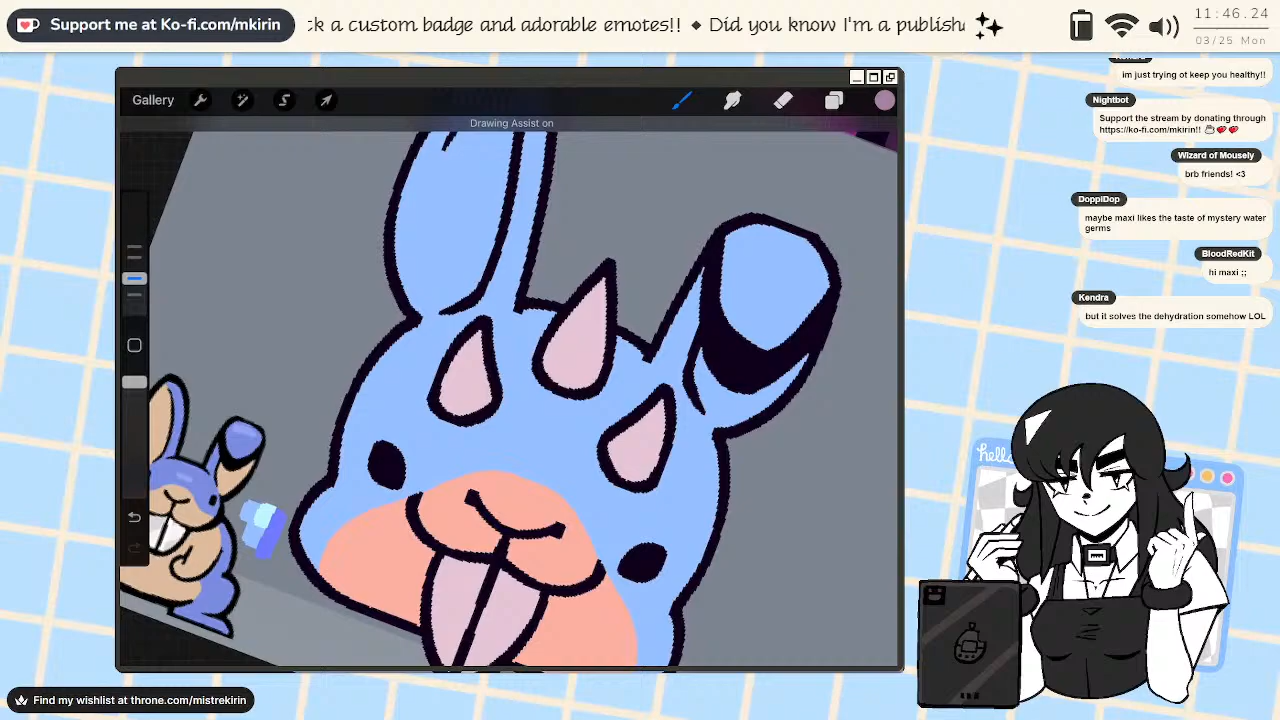 Support me at Ko-fi.com/mkirin
k a custom badge and adorable emotes!! ◆ Did you know I'm a publish
11:46.24
03/25 Mon
Gallery
Drawing Assist on
im just trying ot keep you healthy!!
Nightbot
Support the stream by donating through
https://ko-fi.com/mkirin!!
Wizard of Mousely
brb friends! <3
DoppiDop
maybe maxi likes the taste of mystery water
germs
BloodRedKit
hi maxi ;;
Kendra
but it solves the dehydration somehow LOL
hello
Find my wishlist at throne.com/mistrekirin